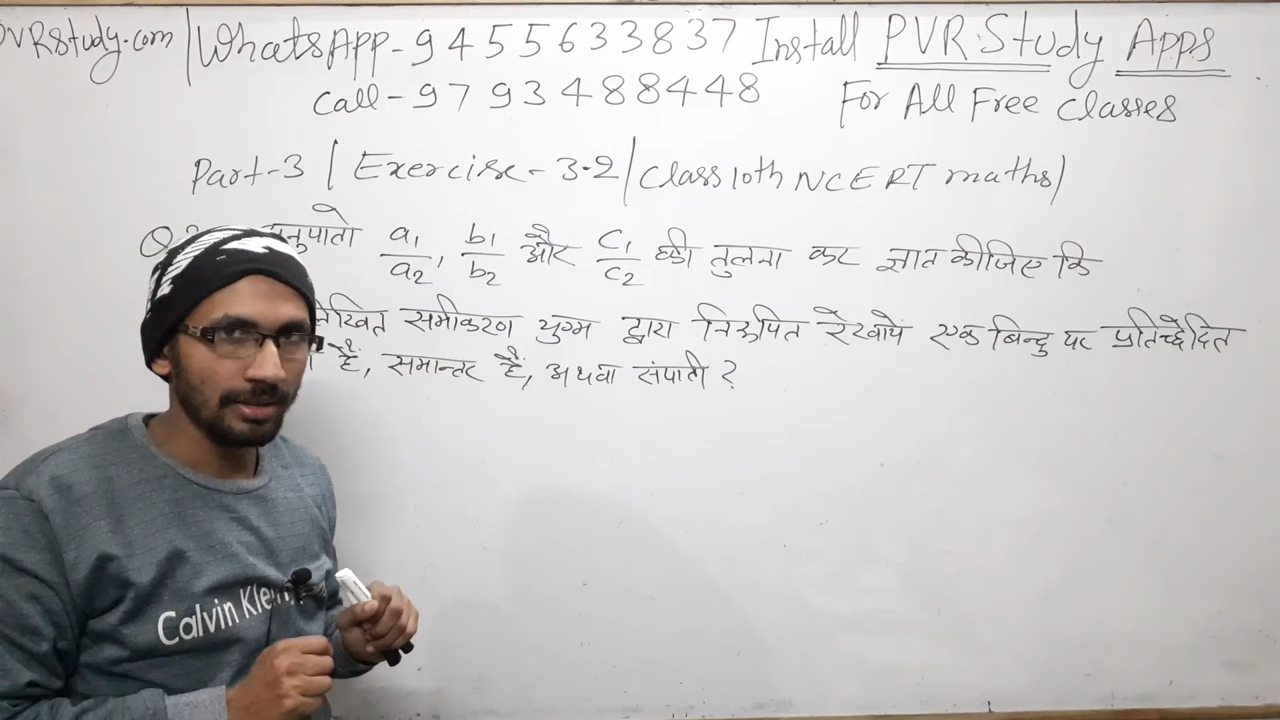 PVRStudy.com | WhatsApp - 9455633837 Install PVR Study Apps
Call - 9793488448 For All Free Classes
Part-3 | Exercise - 3.2 | Class 10th NCERT maths)
Q a₁/a₂, b₁/b₂ और c₁/c₂ की तुलना कर ज्ञात कीजिए कि
समीकरण युग्म द्वारा निरूपित रेखायें एक बिन्दु पर प्रतिच्छेदित
हैं, समान्तर हैं, अथवा संपाती ?
Calvin Klein